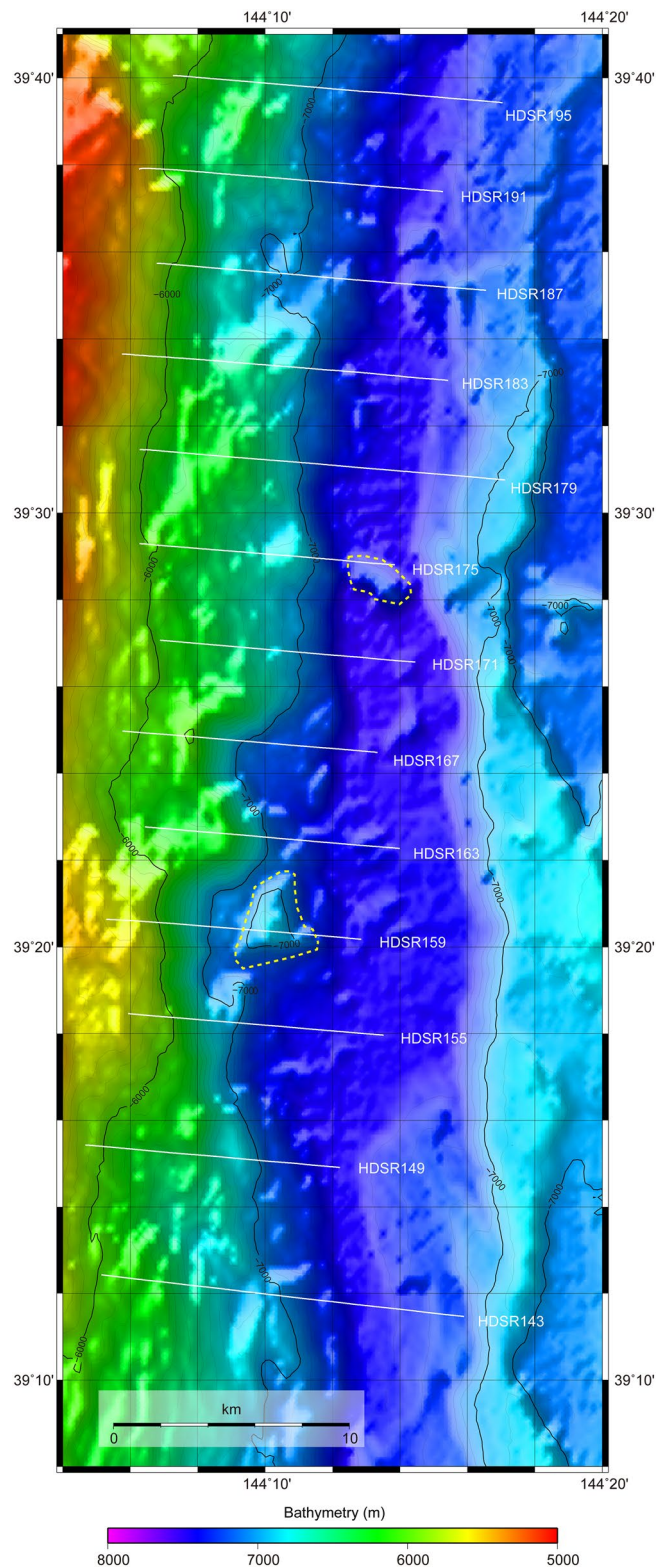 144˚10' 144˚20'
39˚40' 39˚40'
−7000
HDSR195
HDSR191
−7000
−6000
HDSR187
−7000
HDSR183
HDSR179
39˚30' 39˚30'
−7000
−6000
HDSR175
−7000
−7000
−7000
HDSR171
HDSR167
−7000
−6000
HDSR163
−7000
39˚20' −7000 HDSR159 39˚20'
−7000
HDSR155
−6000
HDSR149
−7000
−7000
−7000
HDSR143
−6000
39˚10' 39˚10'
km
0 10
144˚10' 144˚20'
Bathymetry (m)
8000 7000 6000 5000